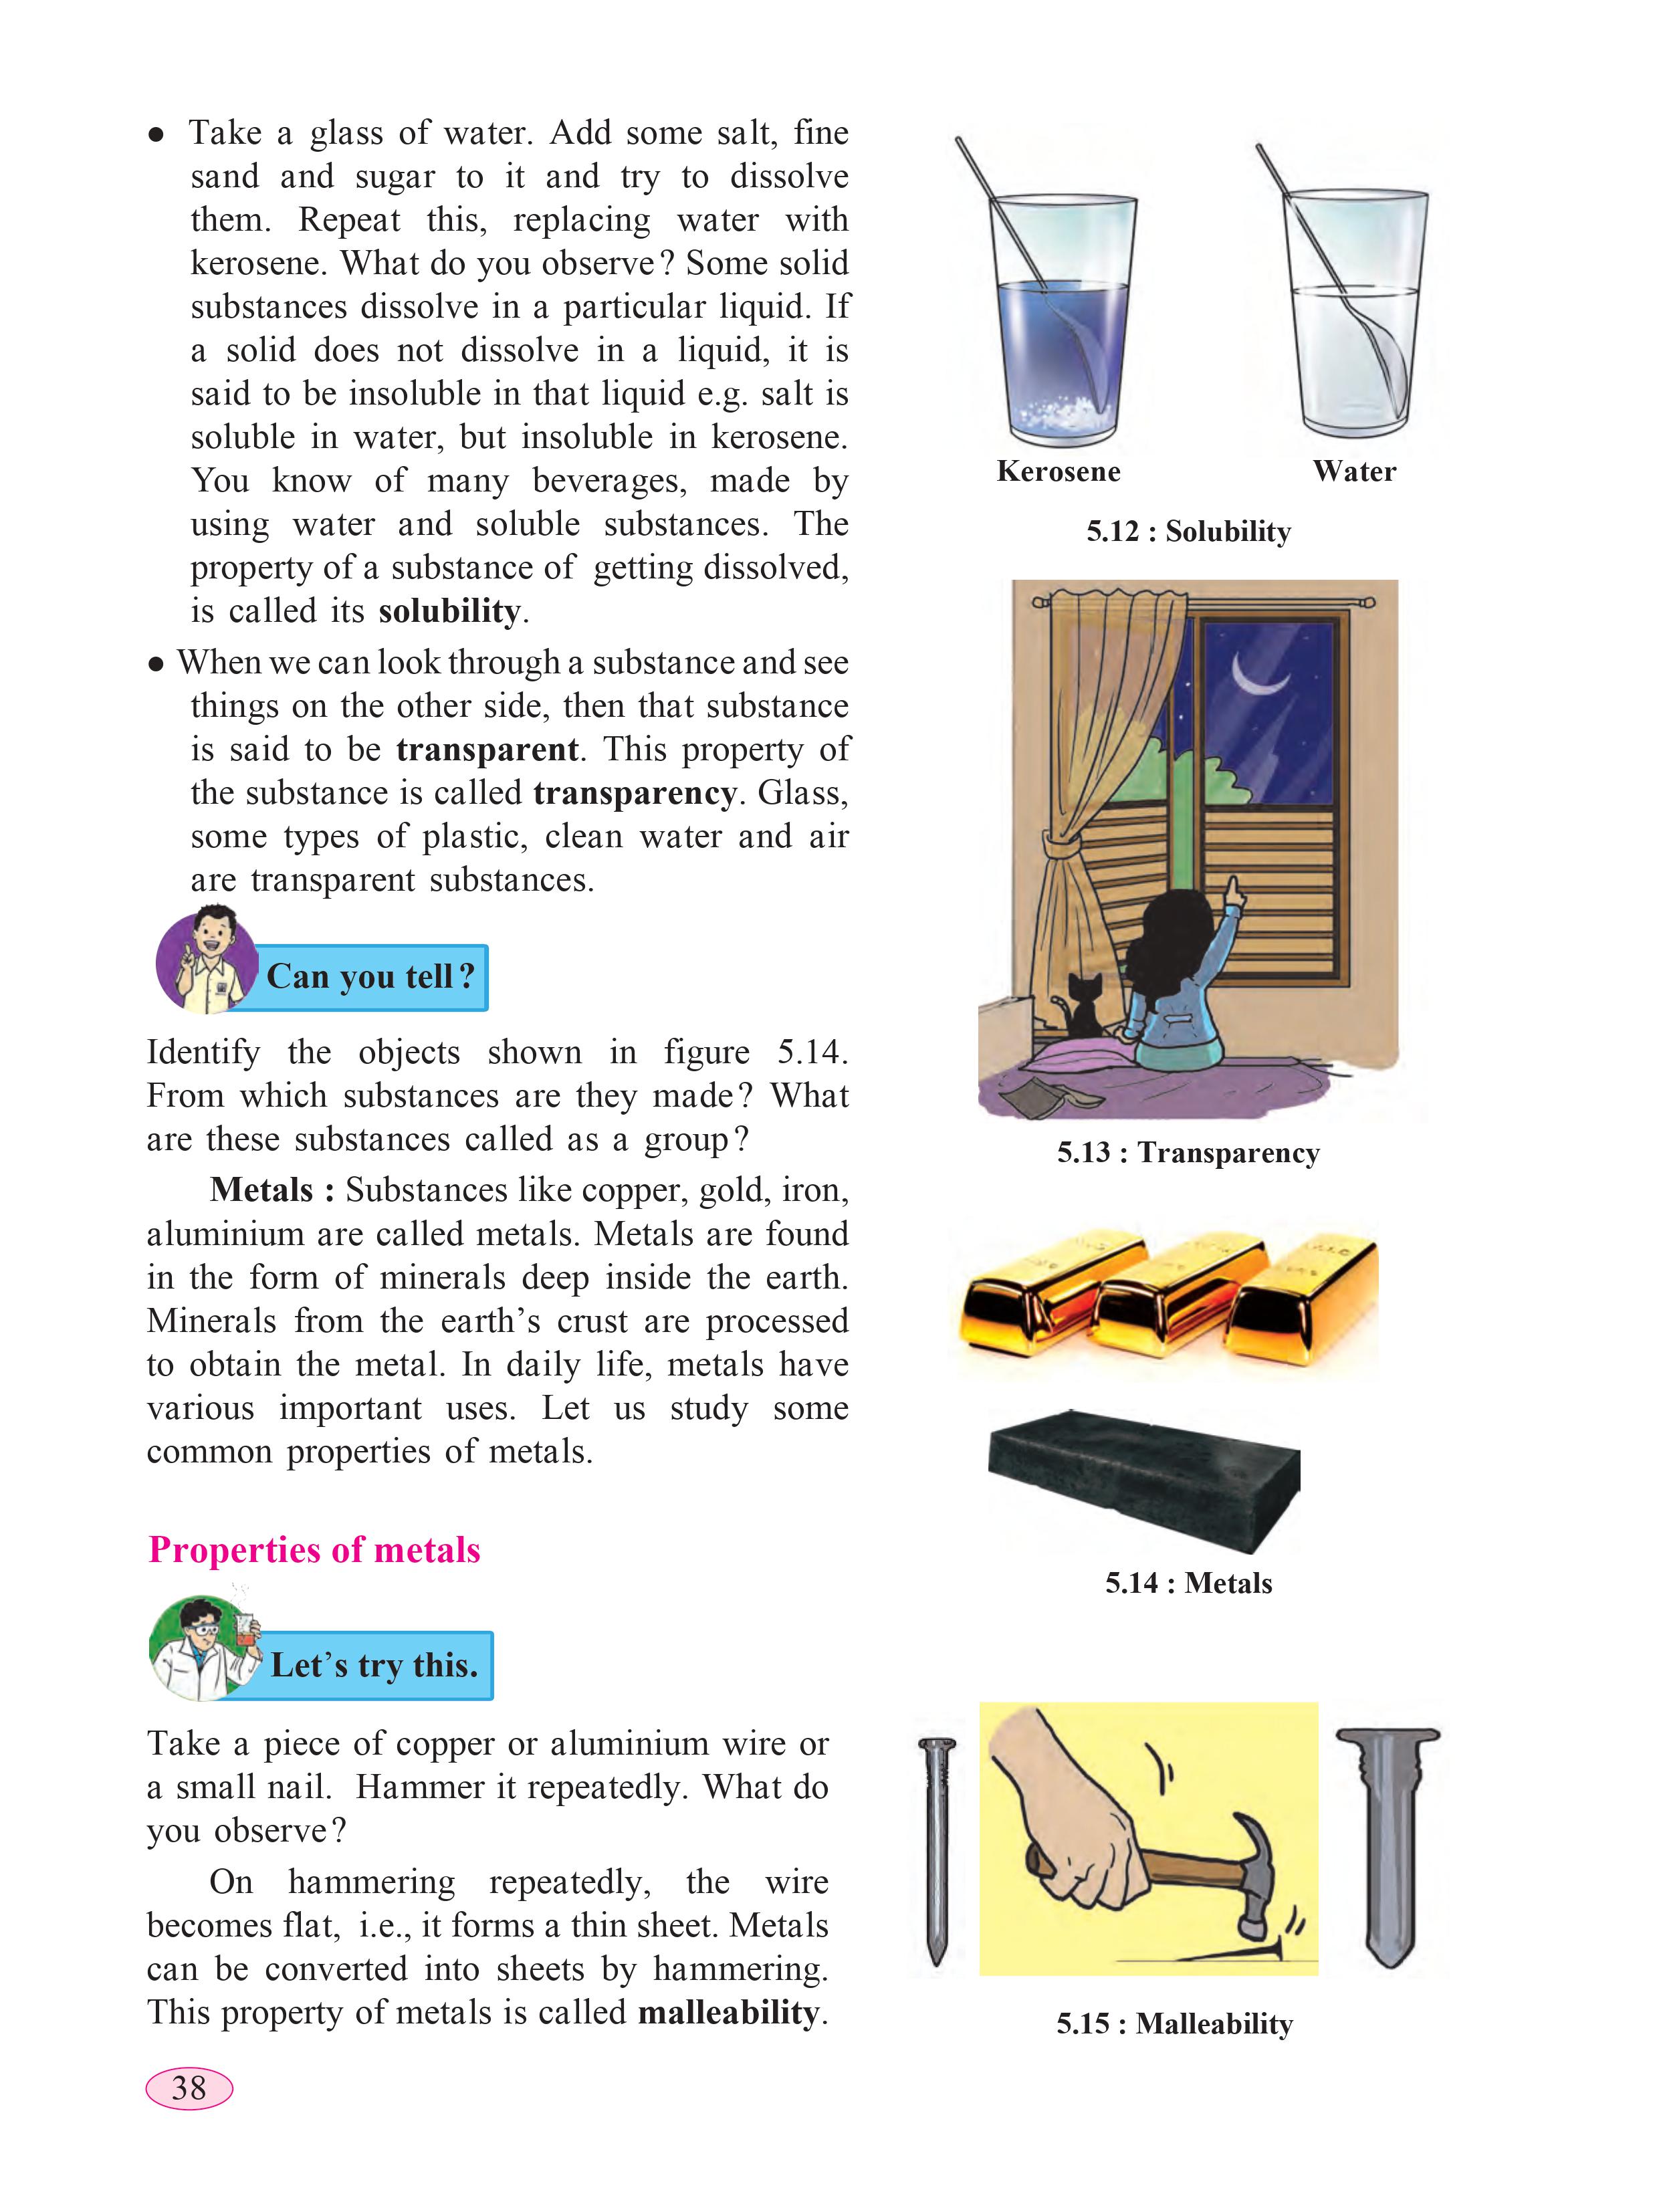 ● Take a glass of water. Add some salt, fine
sand and sugar to it and try to dissolve
them. Repeat this, replacing water with
kerosene. What do you observe? Some solid
substances dissolve in a particular liquid. If
a solid does not dissolve in a liquid, it is
said to be insoluble in that liquid e.g. salt is
soluble in water, but insoluble in kerosene.
You know of many beverages, made by
using water and soluble substances. The
property of a substance of getting dissolved,
is called its solubility.
● When we can look through a substance and see
things on the other side, then that substance
is said to be transparent. This property of
the substance is called transparency. Glass,
some types of plastic, clean water and air
are transparent substances.
Can you tell?
Identify the objects shown in figure 5.14.
From which substances are they made? What
are these substances called as a group?
Metals : Substances like copper, gold, iron,
aluminium are called metals. Metals are found
in the form of minerals deep inside the earth.
Minerals from the earth's crust are processed
to obtain the metal. In daily life, metals have
various important uses. Let us study some
common properties of metals.
Properties of metals
Let's try this.
Take a piece of copper or aluminium wire or
a small nail. Hammer it repeatedly. What do
you observe?
On hammering repeatedly, the wire
becomes flat, i.e., it forms a thin sheet. Metals
can be converted into sheets by hammering.
This property of metals is called malleability.
Kerosene
Water
5.12 : Solubility
5.13 : Transparency
5.14 : Metals
5.15 : Malleability
38